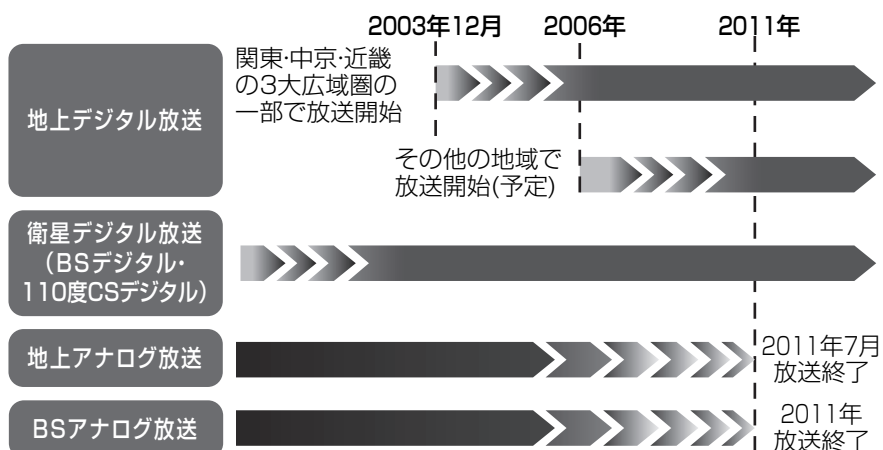 2003年12月
2006年
2011年
地上デジタル放送
関東･中京･近畿
の3大広域圏の
一部で放送開始
その他の地域で
放送開始(予定)
衛星デジタル放送
（BSデジタル･
110度CSデジタル）
地上アナログ放送
2011年7月
放送終了
BSアナログ放送
2011年
放送終了